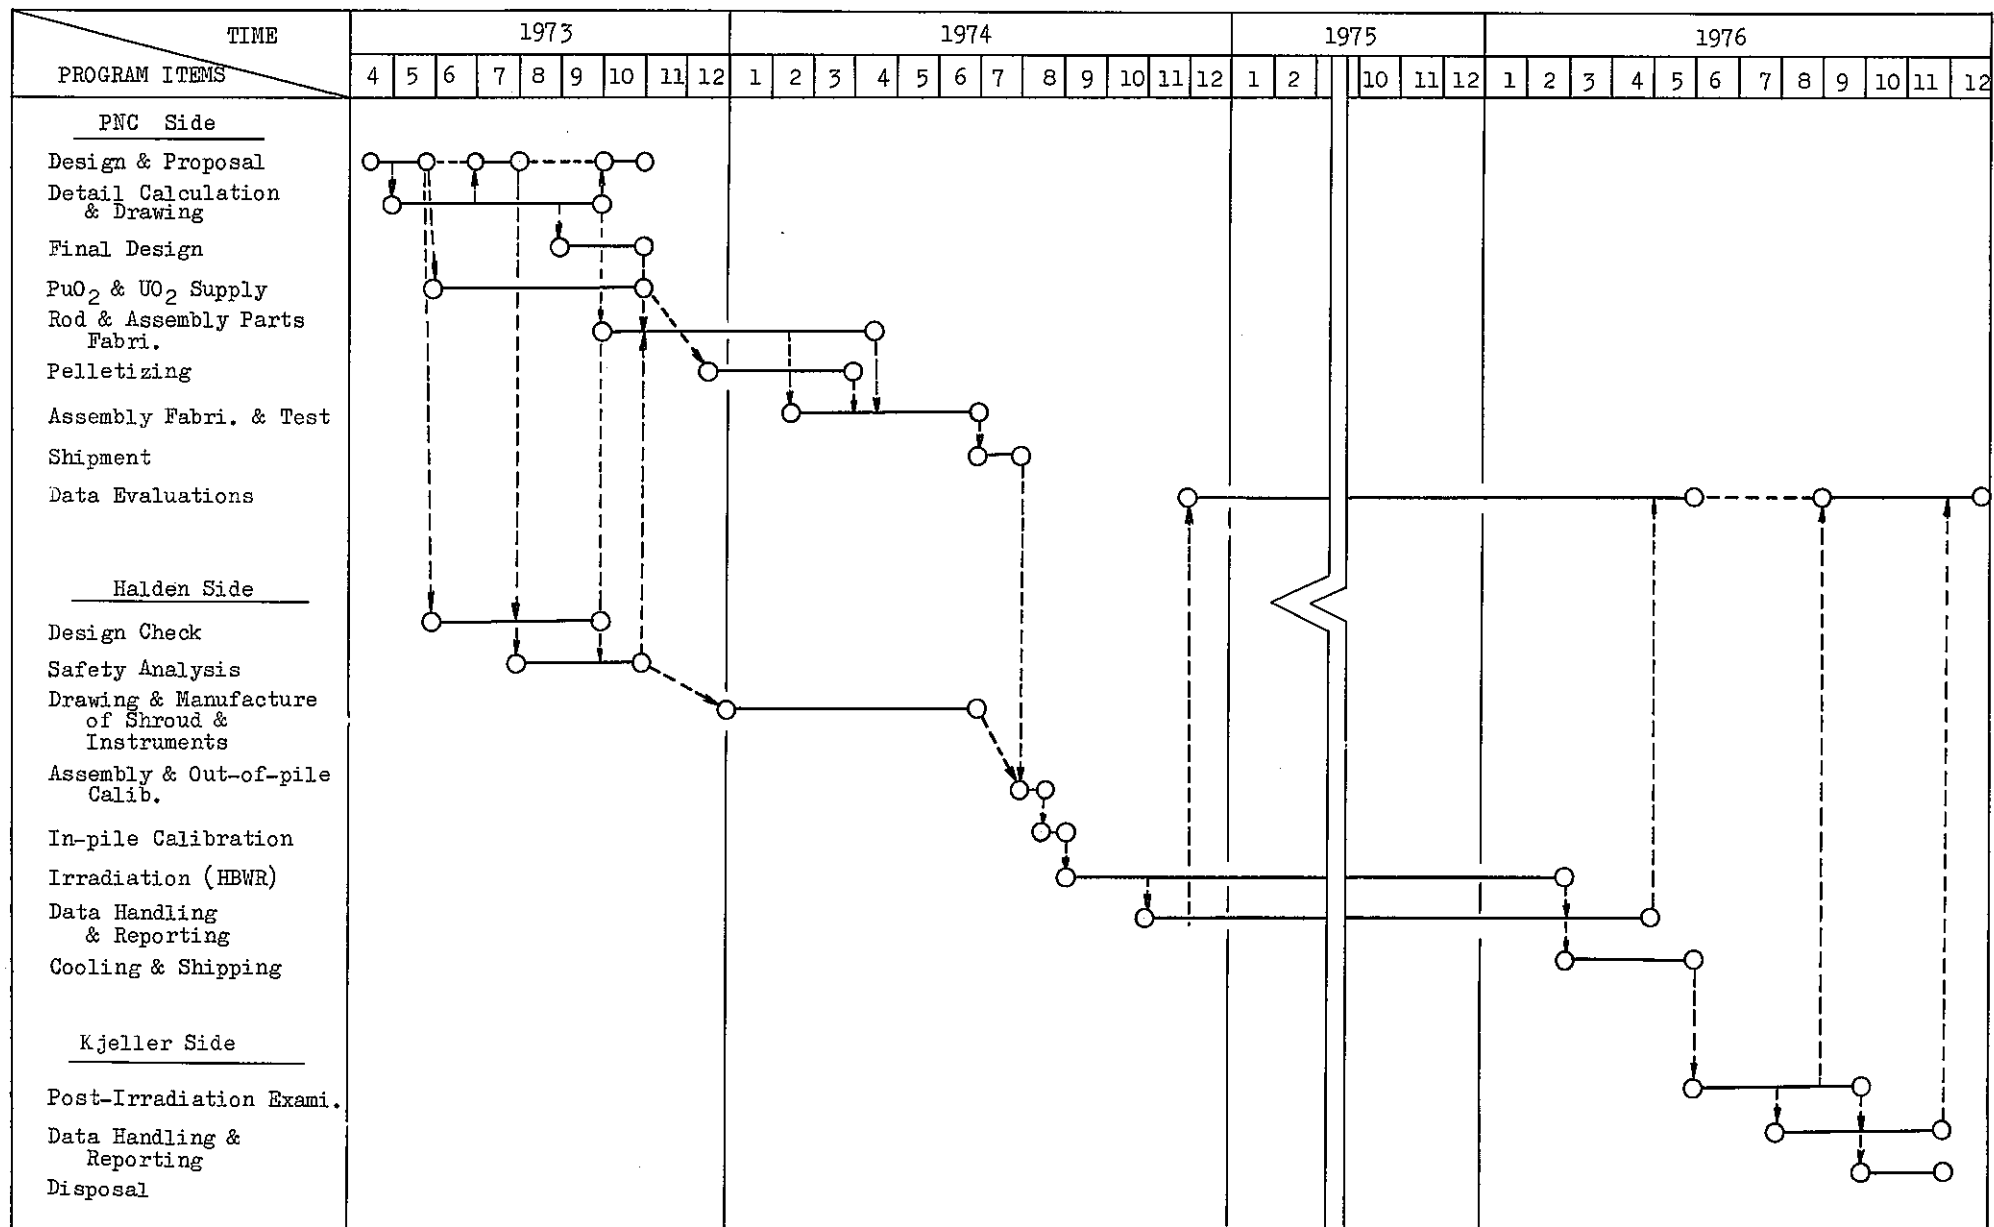 TIME
PROGRAM ITEMS
1973
1974
1975
1976
4 5 6 7 8 9 10 11 12 1 2 3 4 5 6 7 8 9 10 11 12 1 2 10 11 12 1 2 3 4 5 6 7 8 9 10 11 12
PNC Side
Design & Proposal
Detail Calculation
& Drawing
Final Design
PuO2 & UO2 Supply
Rod & Assembly Parts
Fabri.
Pelletizing
Assembly Fabri. & Test
Shipment
Data Evaluations
Halden Side
Design Check
Safety Analysis
Drawing & Manufacture
of Shroud &
Instruments
Assembly & Out-of-pile
Calib.
In-pile Calibration
Irradiation (HBWR)
Data Handling
& Reporting
Cooling & Shipping
Kjeller Side
Post-Irradiation Exami.
Data Handling &
Reporting
Disposal